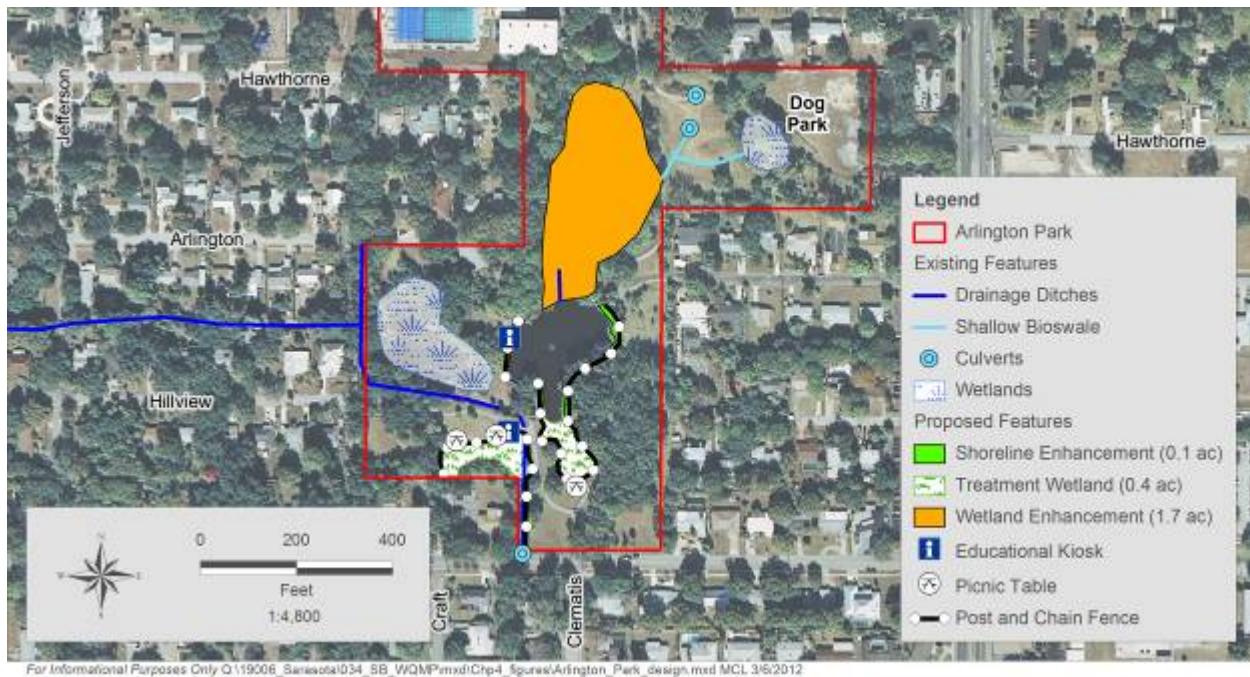 Hawthorne
Jefferson
Dog
Park
Hawthorne
Arlington
Hillview
Craft
Clematis
Legend
Arlington Park
Existing Features
Drainage Ditches
Shallow Bioswale
Culverts
Wetlands
Proposed Features
Shoreline Enhancement (0.1 ac)
Treatment Wetland (0.4 ac)
Wetland Enhancement (1.7 ac)
i Educational Kiosk
Picnic Table
Post and Chain Fence
i
i
N
W E
S
0 200 400
Feet
1:4,800
For Informational Purposes Only Q:\19006_Sarasota\034_SB_WQMP\mxd\Chp4_figures\Arlington_Park_design.mxd MCL 3/6/2012